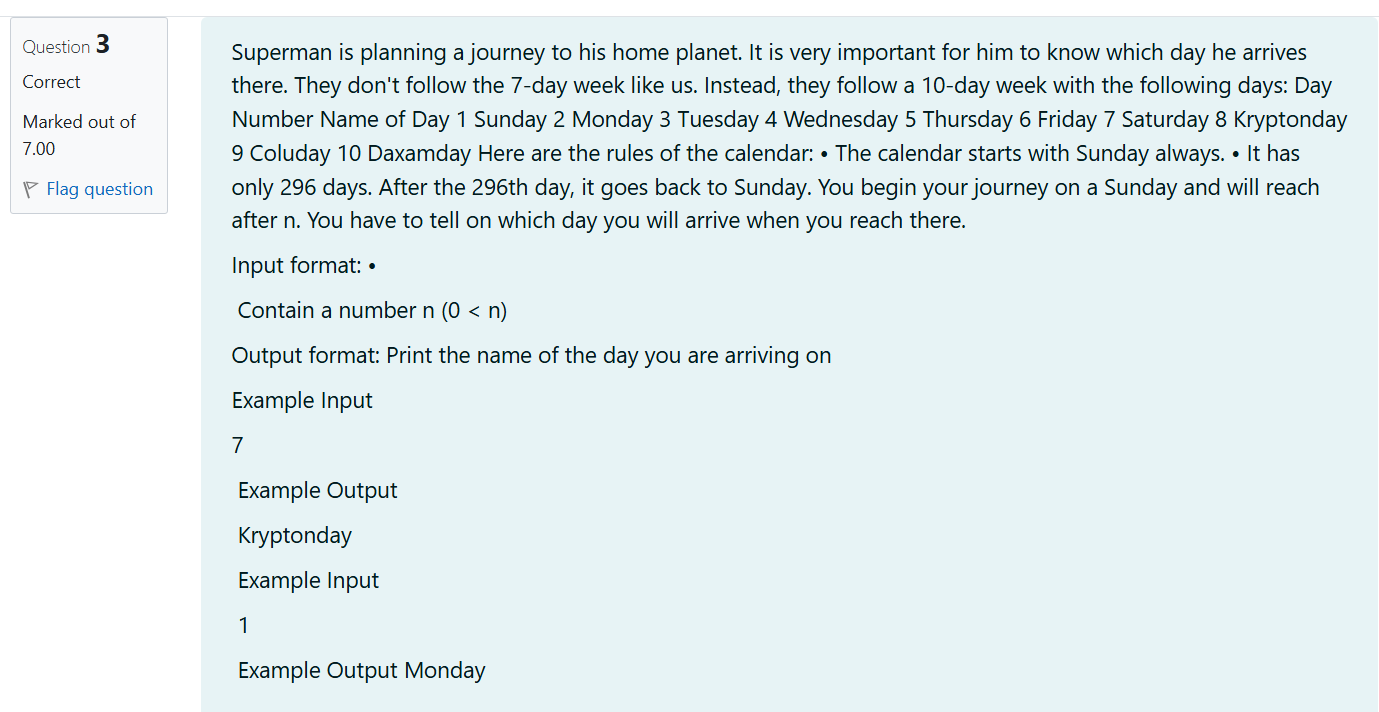 Question 3
Correct
Marked out of
7.00
Flag question
Superman is planning a journey to his home planet. It is very important for him to know which day he arrives
there. They don't follow the 7-day week like us. Instead, they follow a 10-day week with the following days: Day
Number Name of Day 1 Sunday 2 Monday 3 Tuesday 4 Wednesday 5 Thursday 6 Friday 7 Saturday 8 Kryptonday
9 Coluday 10 Daxamday Here are the rules of the calendar: • The calendar starts with Sunday always. • It has
only 296 days. After the 296th day, it goes back to Sunday. You begin your journey on a Sunday and will reach
after n. You have to tell on which day you will arrive when you reach there.
Input format: •
Contain a number n (0 < n)
Output format: Print the name of the day you are arriving on
Example Input
7
Example Output
Kryptonday
Example Input
1
Example Output Monday